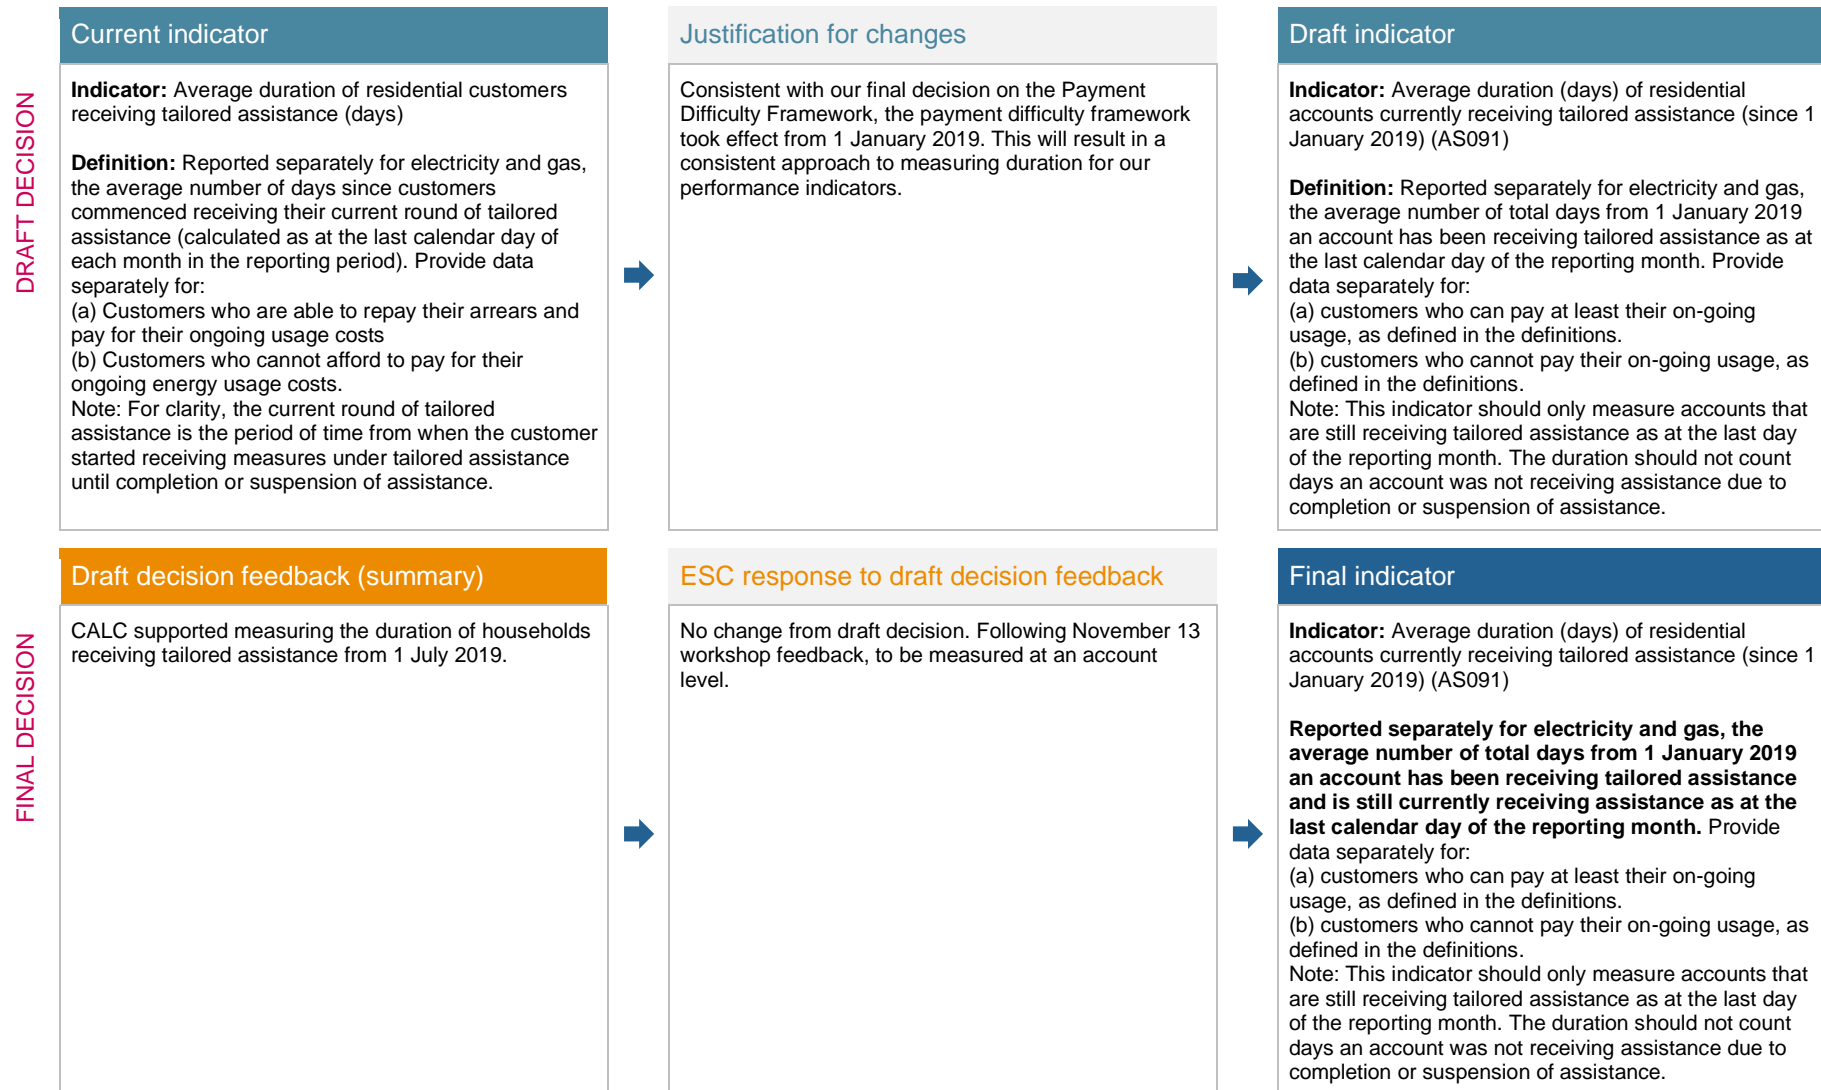 DRAFT DECISION
Current indicator
Indicator: Average duration of residential customers
receiving tailored assistance (days)
Definition: Reported separately for electricity and gas,
the average number of days since customers
commenced receiving their current round of tailored
assistance (calculated as at the last calendar day of
each month in the reporting period). Provide data
separately for:
(a) Customers who are able to repay their arrears and
pay for their ongoing usage costs
(b) Customers who cannot afford to pay for their
ongoing energy usage costs.
Note: For clarity, the current round of tailored
assistance is the period of time from when the customer
started receiving measures under tailored assistance
until completion or suspension of assistance.
Justification for changes
Consistent with our final decision on the Payment
Difficulty Framework, the payment difficulty framework
took effect from 1 January 2019. This will result in a
consistent approach to measuring duration for our
performance indicators.
Draft indicator
Indicator: Average duration (days) of residential
accounts currently receiving tailored assistance (since 1
January 2019) (AS091)
Definition: Reported separately for electricity and gas,
the average number of total days from 1 January 2019
an account has been receiving tailored assistance as at
the last calendar day of the reporting month. Provide
data separately for:
(a) customers who can pay at least their on-going
usage, as defined in the definitions.
(b) customers who cannot pay their on-going usage, as
defined in the definitions.
Note: This indicator should only measure accounts that
are still receiving tailored assistance as at the last day
of the reporting month. The duration should not count
days an account was not receiving assistance due to
completion or suspension of assistance.
FINAL DECISION
Draft decision feedback (summary)
CALC supported measuring the duration of households
receiving tailored assistance from 1 July 2019.
ESC response to draft decision feedback
No change from draft decision. Following November 13
workshop feedback, to be measured at an account
level.
Final indicator
Indicator: Average duration (days) of residential
accounts currently receiving tailored assistance (since 1
January 2019) (AS091)
Reported separately for electricity and gas, the
average number of total days from 1 January 2019
an account has been receiving tailored assistance
and is still currently receiving assistance as at the
last calendar day of the reporting month. Provide
data separately for:
(a) customers who can pay at least their on-going
usage, as defined in the definitions.
(b) customers who cannot pay their on-going usage, as
defined in the definitions.
Note: This indicator should only measure accounts that
are still receiving tailored assistance as at the last day
of the reporting month. The duration should not count
days an account was not receiving assistance due to
completion or suspension of assistance.